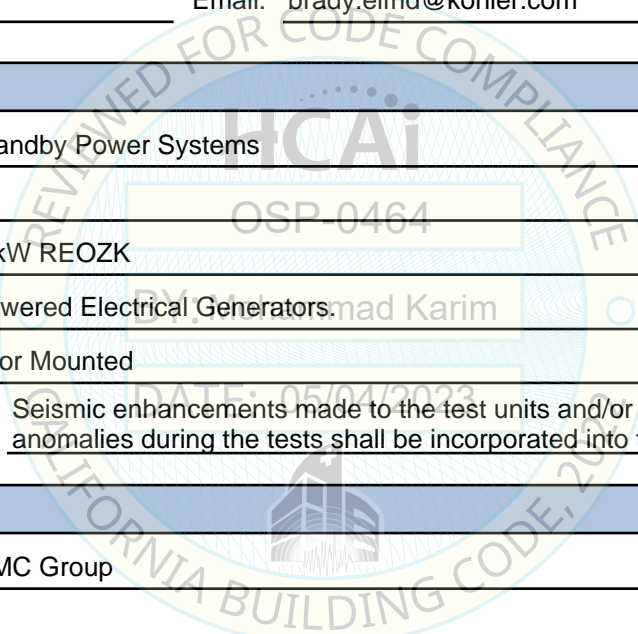 Email: brady.elfrid@kohler.com
REVIEWED FOR CODE COMPLIANCE
HCAi
andby Power Systems
OSP-0464
kW REOZK
wered Electrical Generators.
BY: Mohammad Karim
or Mounted
DATE: 05/04/2023
Seismic enhancements made to the test units and/or
anomalies during the tests shall be incorporated into
MC Group
CALIFORNIA BUILDING CODE, 2022